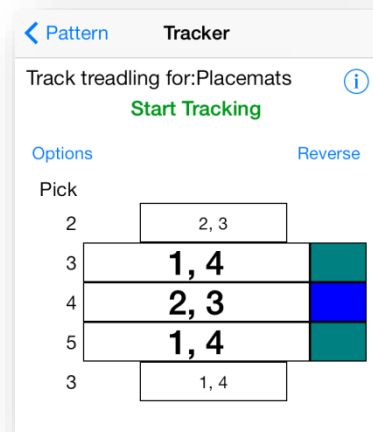 Pattern Tracker
Track treadling for:Placemats
Start Tracking
Options Reverse
Pick
2 2, 3
3 1, 4
4 2, 3
5 1, 4
3 1, 4